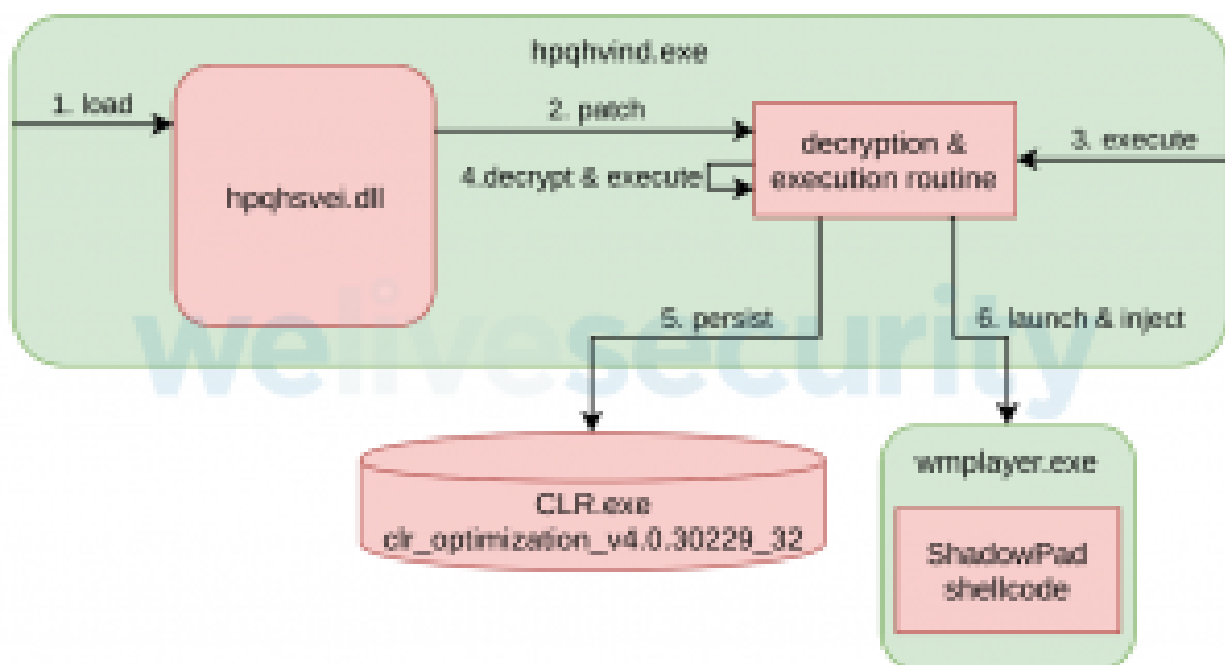 hpqhvind.exe
1. load
2. patch
decryption &
execution routine
3. execute
4.decrypt & execute
hpqhsvei.dll
5. persist
6. launch & inject
welivesecurity
CLR.exe
clr_optimization_v4.0.30229_32
wmplayer.exe
ShadowPad
shellcode